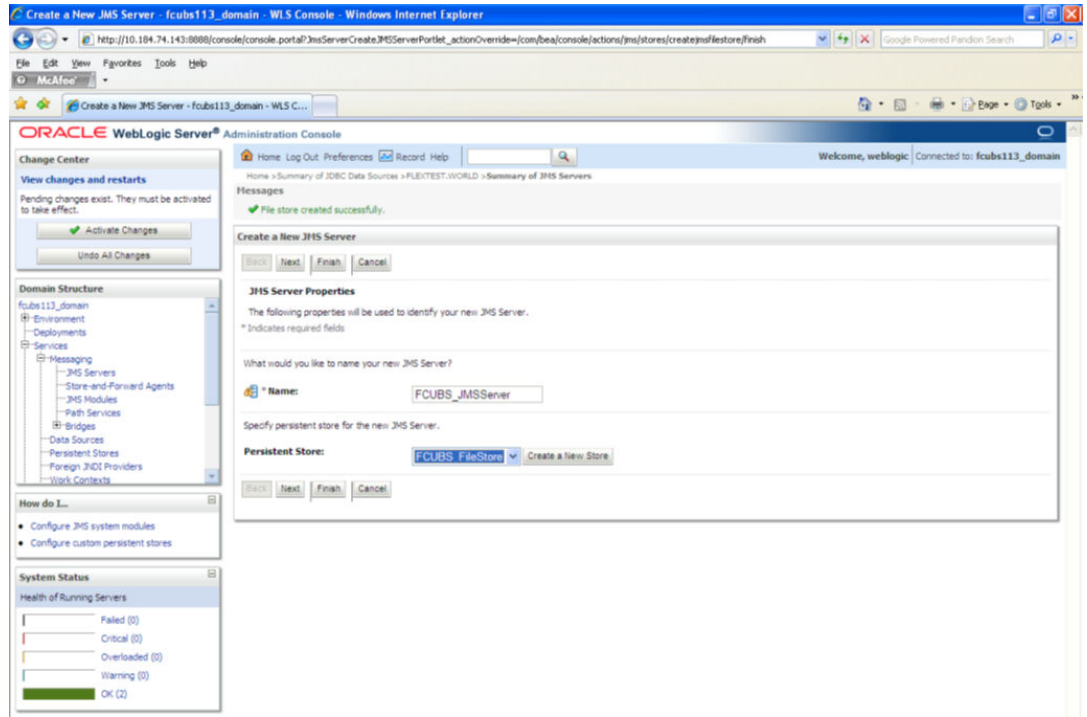 Create a New JMS Server - fcubs113_domain - WLS Console - Windows Internet Explorer
http://10.184.74.143:8888/console/console.portal?JmsServerCreateJMSServerPortlet_actionOverride=/com/bea/console/actions/jms/stores/createjmsfilestore/finish
Google Powered Pandion Search
File Edit View Favorites Tools Help
McAfee
Create a New JMS Server - fcubs113_domain - WLS C...
Page Tools
ORACLE WebLogic Server® Administration Console
Change Center
View changes and restarts
Pending changes exist. They must be activated
to take effect.
Activate Changes
Undo All Changes
Domain Structure
fcubs113_domain
Environment
Deployments
Services
Messaging
JMS Servers
Store-and-Forward Agents
JMS Modules
Path Services
Bridges
Data Sources
Persistent Stores
Foreign JNDI Providers
Work Contexts
How do I...
Configure JMS system modules
Configure custom persistent stores
System Status
Health of Running Servers
Failed (0)
Critical (0)
Overloaded (0)
Warning (0)
OK (2)
Home Log Out Preferences Record Help
Welcome, weblogic Connected to: fcubs113_domain
Home >Summary of JDBC Data Sources >FLEXTEST.WORLD >Summary of JMS Servers
Messages
File store created successfully.
Create a New JMS Server
Back Next Finish Cancel
JMS Server Properties
The following properties will be used to identify your new JMS Server.
* Indicates required fields
What would you like to name your new JMS Server?
* Name: FCUBS_JMSServer
Specify persistent store for the new JMS Server.
Persistent Store: FCUBS_FileStore Create a New Store
Back Next Finish Cancel